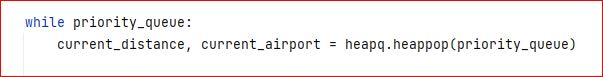 while priority_queue:
    current_distance, current_airport = heapq.heappop(priority_queue)